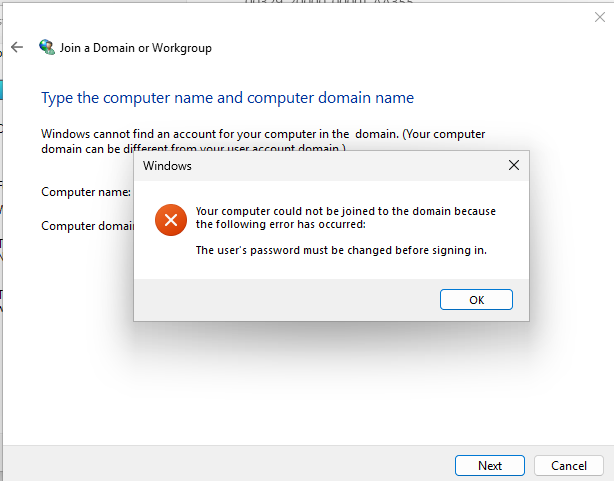 Join a Domain or Workgroup
Type the computer name and computer domain name
Windows cannot find an account for your computer in the domain. (Your computer
domain can be different from your user account domain.)
Windows
Computer name:
Your computer could not be joined to the domain because
the following error has occurred:
Computer domai
The user's password must be changed before signing in.
OK
Next
Cancel